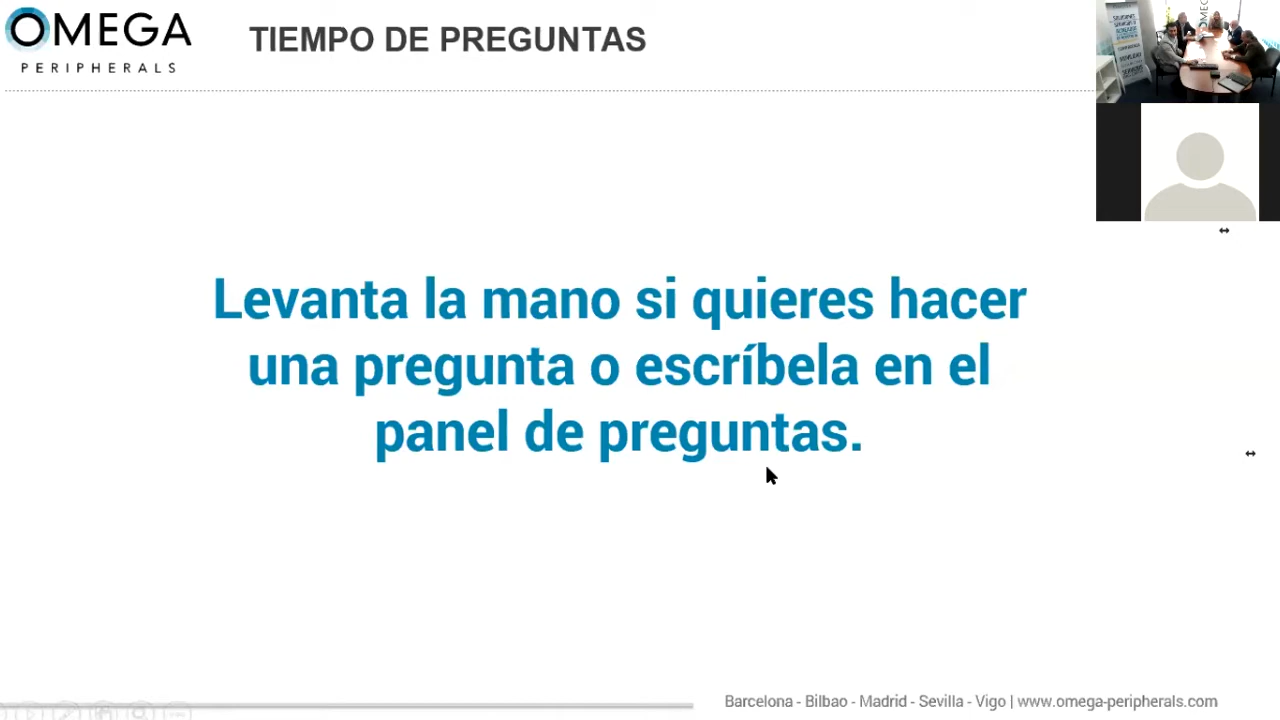 OMEGA
PERIPHERALS
TIEMPO DE PREGUNTAS
Levanta la mano si quieres hacer
una pregunta o escríbela en el
panel de preguntas.
Barcelona - Bilbao - Madrid - Sevilla - Vigo | www.omega-peripherals.com